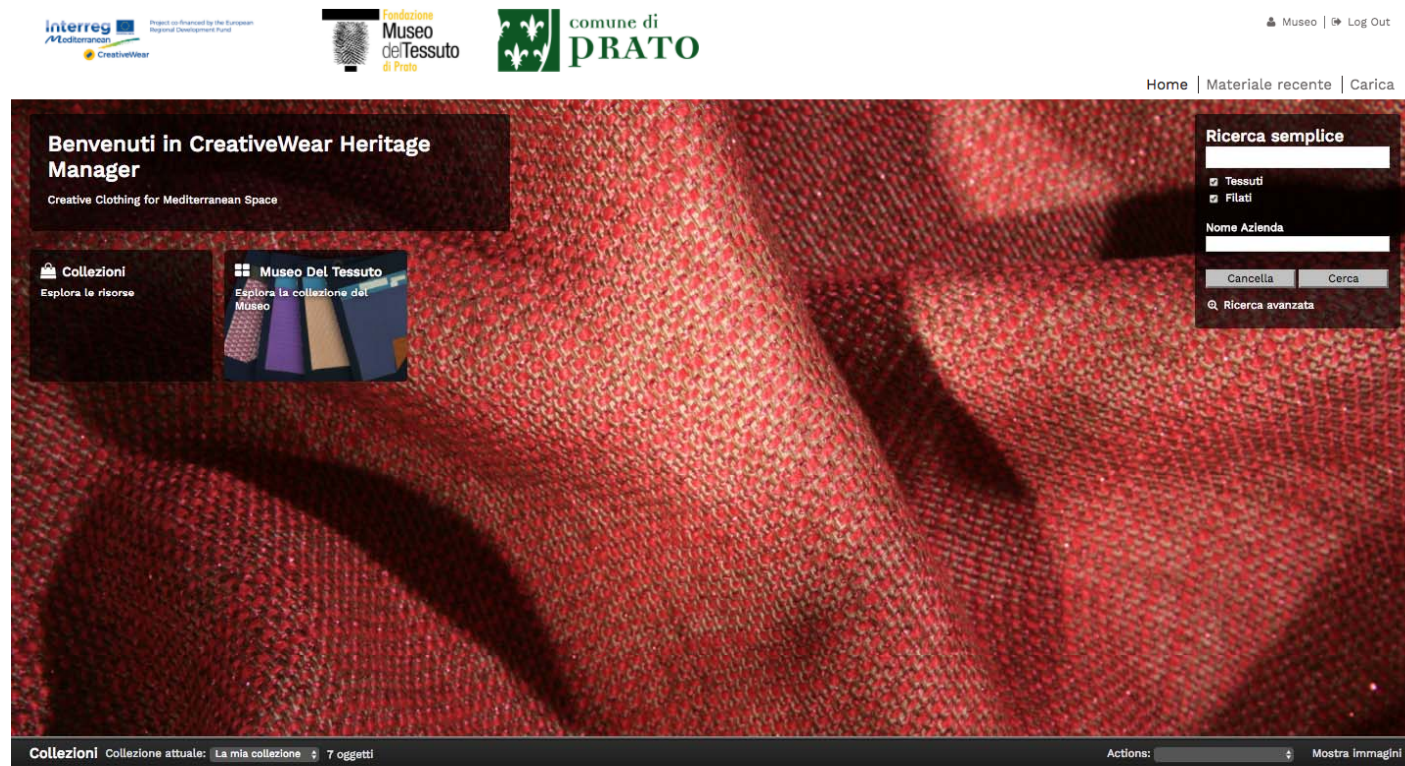 Interreg
Mediterranean
CreativeWear
Project co-financed by the European
Regional Development Fund
Fondazione
Museo
delTessuto
di Prato
comune di
PRATO
Museo | Log Out
Home | Materiale recente | Carica
Benvenuti in CreativeWear Heritage
Manager
Creative Clothing for Mediterranean Space
Collezioni
Esplora le risorse
Museo Del Tessuto
Esplora la collezione del
Museo
Ricerca semplice
Tessuti
Filati
Nome Azienda
Cancella Cerca
Ricerca avanzata
Collezioni Collezione attuale: La mia collezione 7 oggetti
Actions: Mostra immagini